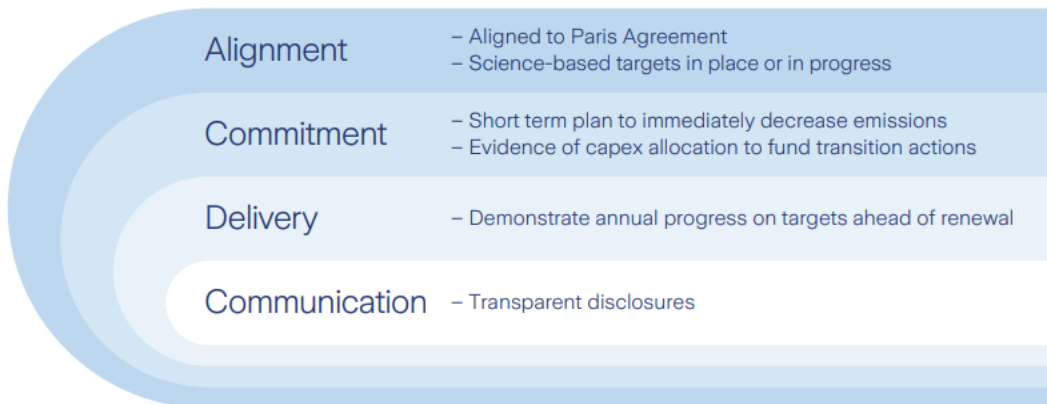 Alignment
– Aligned to Paris Agreement
– Science-based targets in place or in progress
Commitment
– Short term plan to immediately decrease emissions
– Evidence of capex allocation to fund transition actions
Delivery
– Demonstrate annual progress on targets ahead of renewal
Communication
– Transparent disclosures